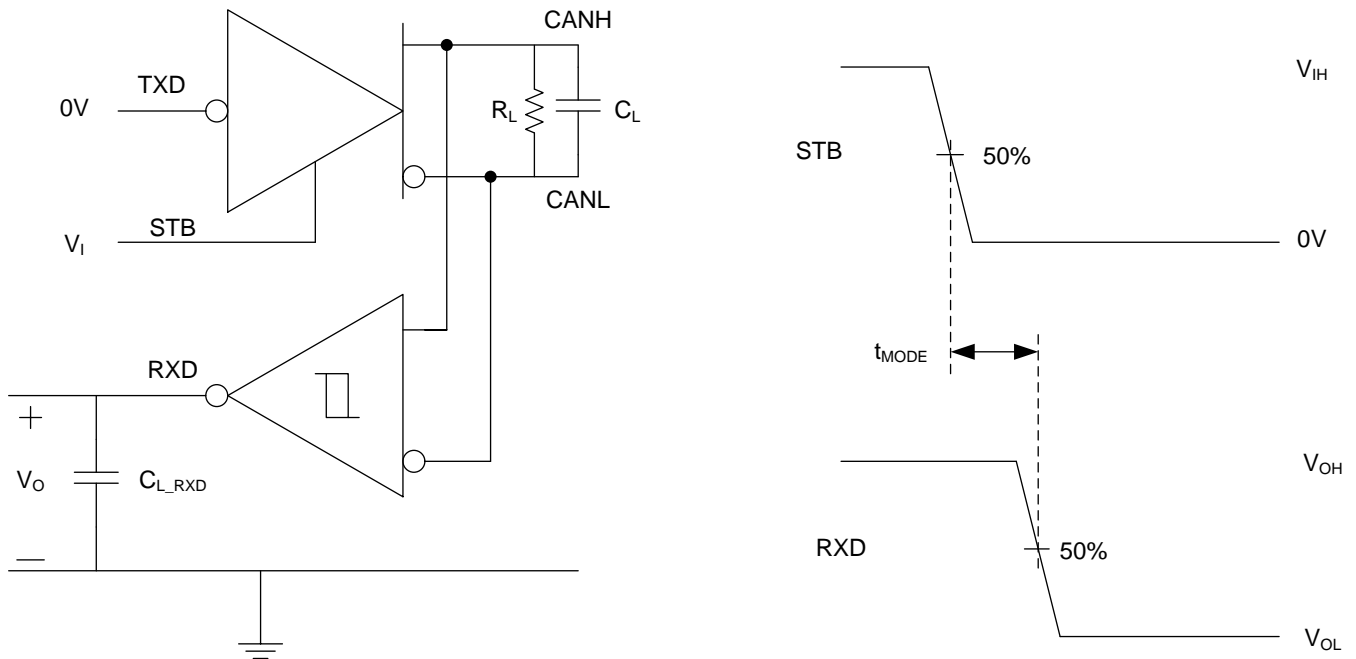 CANH
TXD
0V
R_L
C_L
CANL
STB
V_I
RXD
+
V_O
C_L_RXD
—
V_IH
STB
50%
0V
t_MODE
V_OH
RXD
50%
V_OL